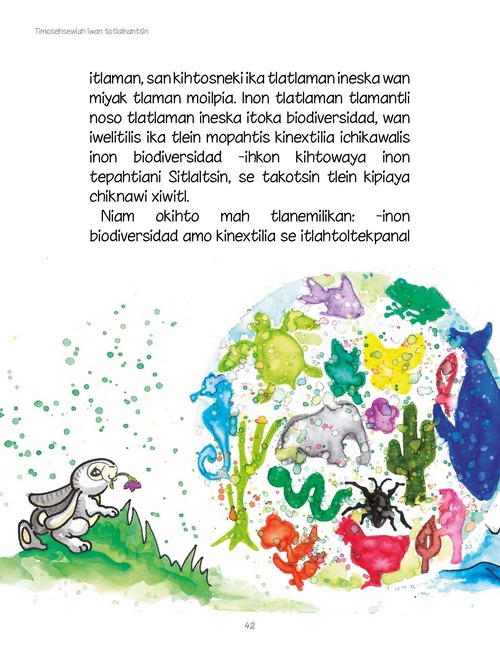 Timosehsewiah iwan totlalnantsin
itlaman, san kihtosneki ika tlatlaman ineska wan
miyak tlaman moilpia. Inon tlatlaman tlamantli
noso tlatlaman ineska itoka biodiversidad, wan
iwelitilis ika tlein mopahtis kinextilia ichikawalis
inon biodiversidad -ihkon kihtowaya inon
tepahtiani Sitlaltsin, se takotsin tlein kipiaya
chiknawi xiwitl.
Niam okihto mah tlanemilikan: -inon
biodiversidad amo kinextilia se itlahtoltekpanal
42